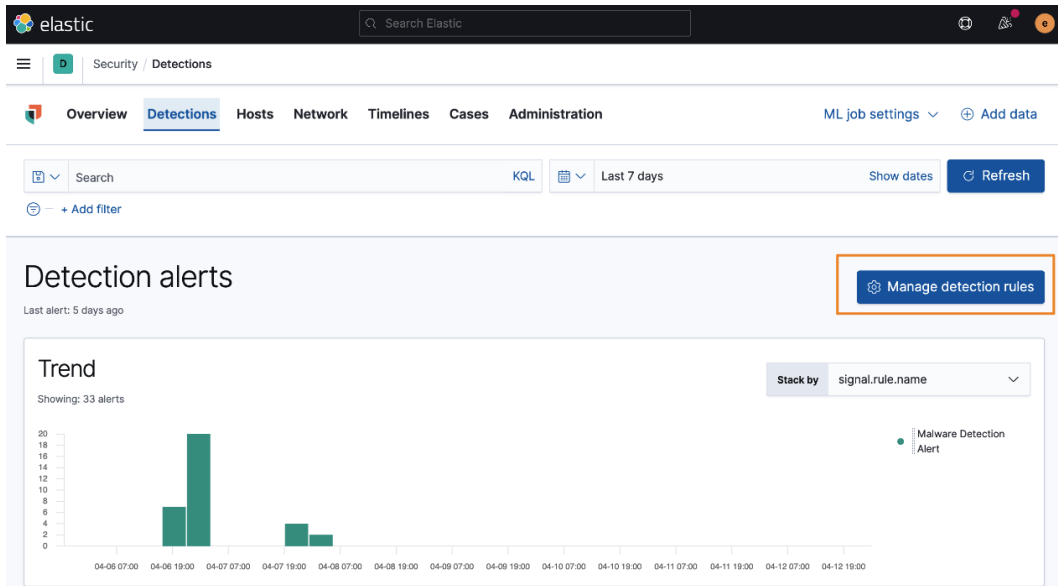 elastic
Search Elastic
e
D Security / Detections
Overview Detections Hosts Network Timelines Cases Administration ML job settings Add data
Search KQL Last 7 days Show dates Refresh
+ Add filter
Detection alerts
Manage detection rules
Last alert: 5 days ago
Trend
Stack by signal.rule.name
Showing: 33 alerts
Malware Detection
Alert
20
18
16
14
12
10
8
6
4
2
0
04-06 07:00 04-06 19:00 04-07 07:00 04-07 19:00 04-08 07:00 04-08 19:00 04-09 07:00 04-09 19:00 04-10 07:00 04-10 19:00 04-11 07:00 04-11 19:00 04-12 07:00 04-12 19:00